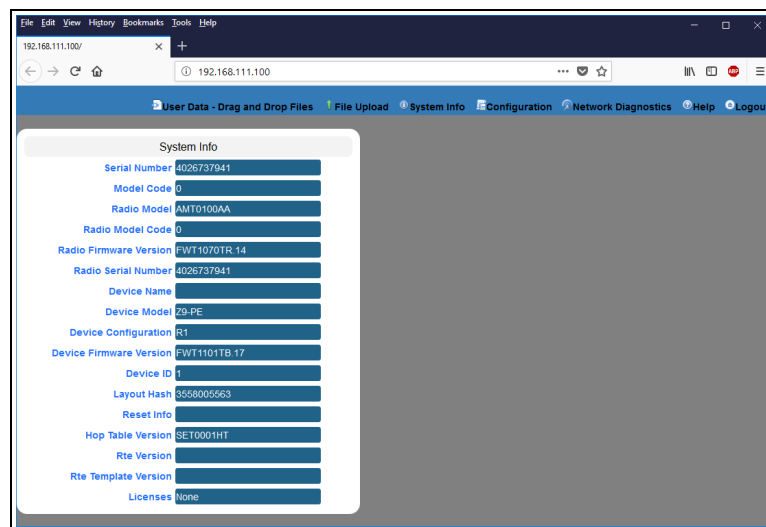 File Edit View History Bookmarks Tools Help
192.168.111.100/
192.168.111.100
ABP
User Data - Drag and Drop Files File Upload System Info Configuration Network Diagnostics Help Logou
System Info
Serial Number 4026737941
Model Code 0
Radio Model AMT0100AA
Radio Model Code 0
Radio Firmware Version FWT1070TR.14
Radio Serial Number 4026737941
Device Name
Device Model Z9-PE
Device Configuration R1
Device Firmware Version FWT1101TB.17
Device ID 1
Layout Hash 3558005563
Reset Info
Hop Table Version SET0001HT
Rte Version
Rte Template Version
Licenses None